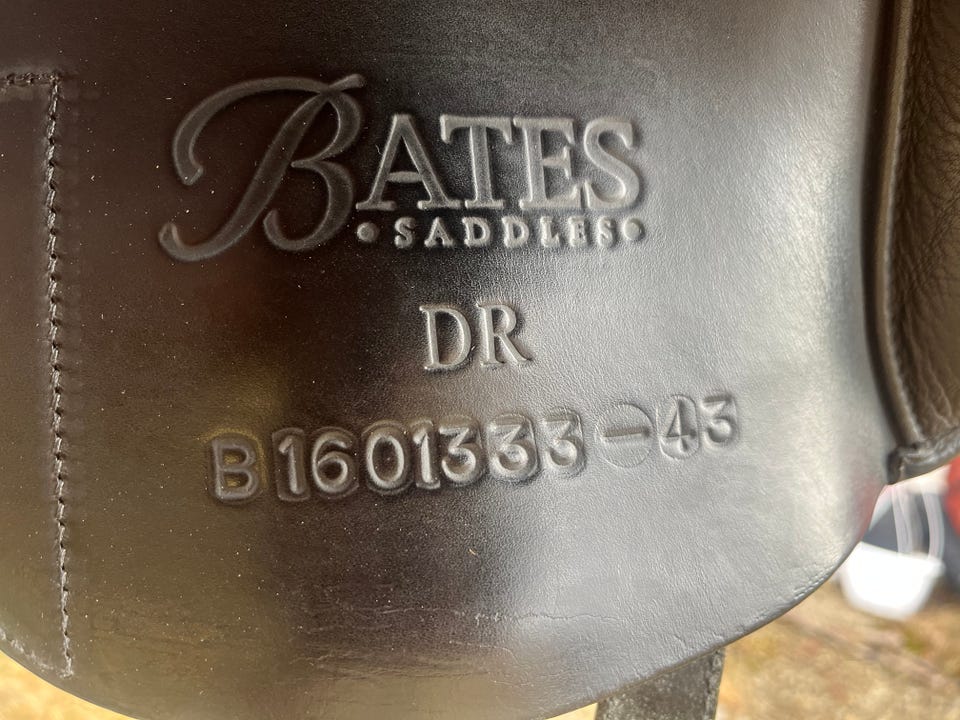 BATES
•SADDLES•
DR
B1601333-43